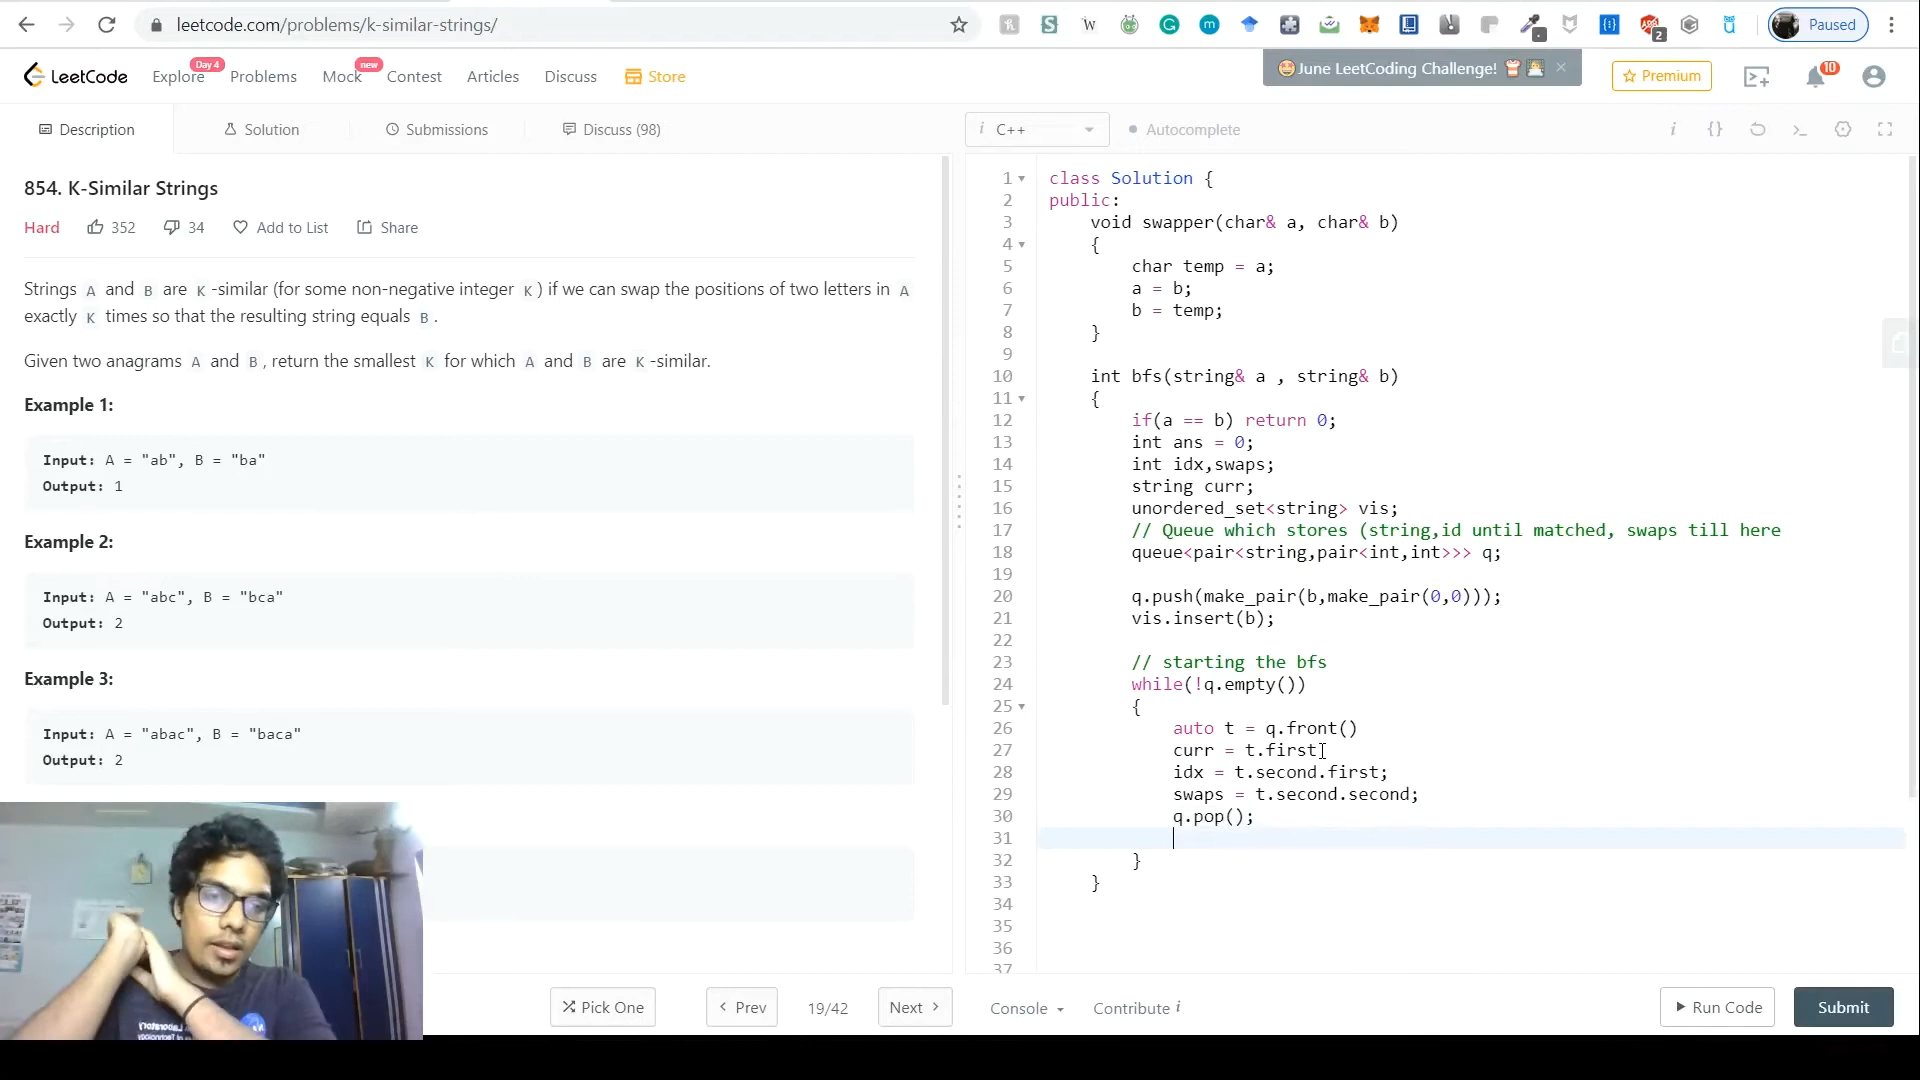 leetcode.com/problems/k-similar-strings/
W
m
2
Paused
LeetCode
Explore
Day 4
Problems
Mock
new
Contest
Articles
Discuss
Store
June LeetCoding Challenge!
Premium
10
Description
Solution
Submissions
Discuss (98)
i C++
Autocomplete
854. K-Similar Strings
Hard 352 34 Add to List Share
Strings A and B are K -similar (for some non-negative integer K ) if we can swap the positions of two letters in A
exactly K times so that the resulting string equals B .
Given two anagrams A and B , return the smallest K for which A and B are K -similar.
Example 1:
Input: A = "ab", B = "ba"
Output: 1
Example 2:
Input: A = "abc", B = "bca"
Output: 2
Example 3:
Input: A = "abac", B = "baca"
Output: 2
1 class Solution {
2 public:
3 void swapper(char& a, char& b)
4 {
5 char temp = a;
6 a = b;
7 b = temp;
8 }
9
10 int bfs(string& a , string& b)
11 {
12 if(a == b) return 0;
13 int ans = 0;
14 int idx,swaps;
15 string curr;
16 unordered_set<string> vis;
17 // Queue which stores (string,id until matched, swaps till here
18 queue<pair<string,pair<int,int>>> q;
19
20 q.push(make_pair(b,make_pair(0,0)));
21 vis.insert(b);
22
23 // starting the bfs
24 while(!q.empty())
25 {
26 auto t = q.front()
27 curr = t.first
28 idx = t.second.first;
29 swaps = t.second.second;
30 q.pop();
31
32 }
33 }
34
35
36
37
Pick One
Prev
19/42
Next
Console
Contribute i
Run Code
Submit